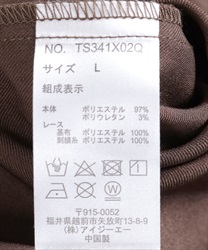 NO. TS341X02Q
サイズ L
組成表示
本体 ポリエステル 97%
ポリウレタン 3%
レース
基布 ポリエステル 100%
刺繍糸 ポリエステル 100%
〒915-0052
福井県越前市矢放町13-8-9
(株)アイジーエー
中国製